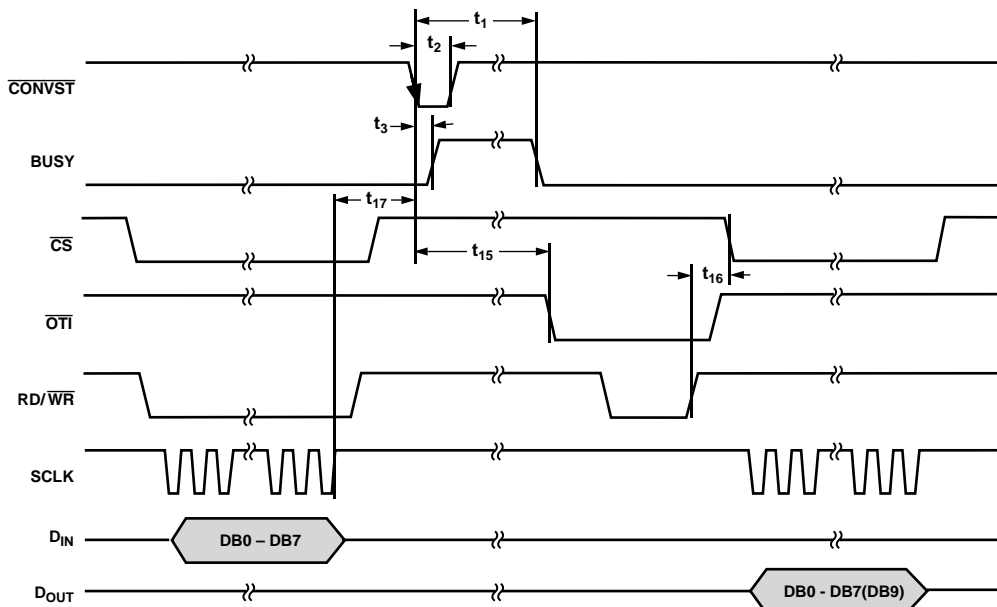 t1
t2
CONVST
t3
BUSY
t17
CS
t15
t16
OTI
RD/WR
SCLK
DIN
DB0 – DB7
DOUT
DB0 - DB7(DB9)